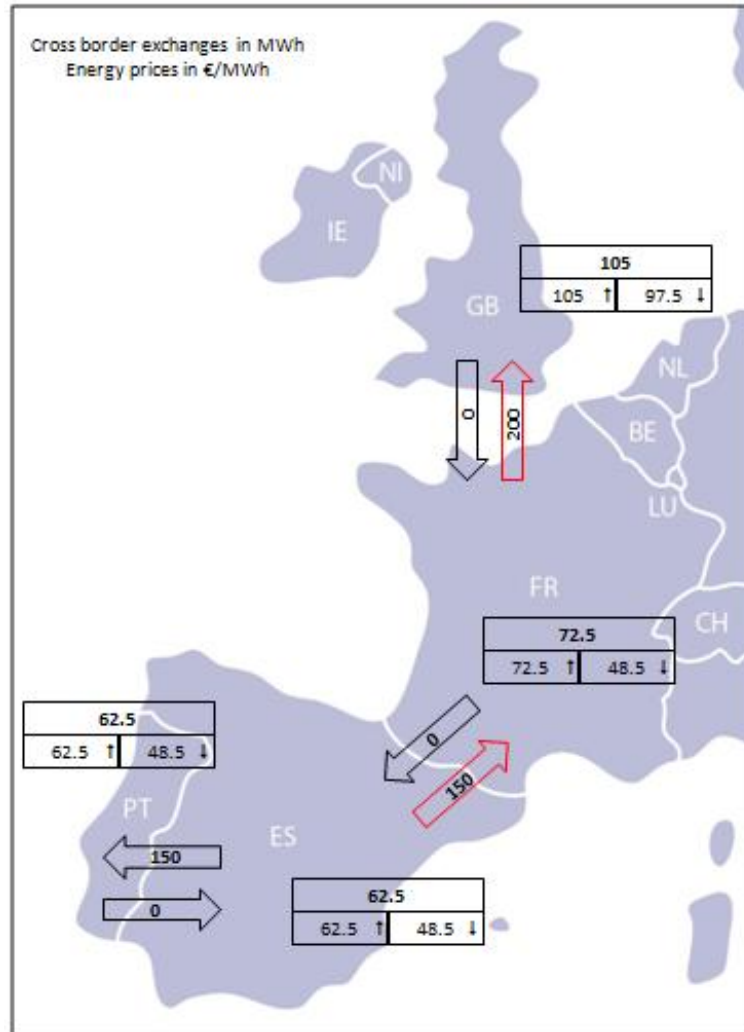 Cross border exchanges in MWh
Energy prices in €/MWh
NI
IE
105
105 ↑ 97.5 ↓
GB
NL
0
200
BE
LU
FR
CH
72.5
72.5 ↑ 48.5 ↓
62.5
62.5 ↑ 48.5 ↓
0
150
PT
ES
150
0
62.5
62.5 ↑ 48.5 ↓